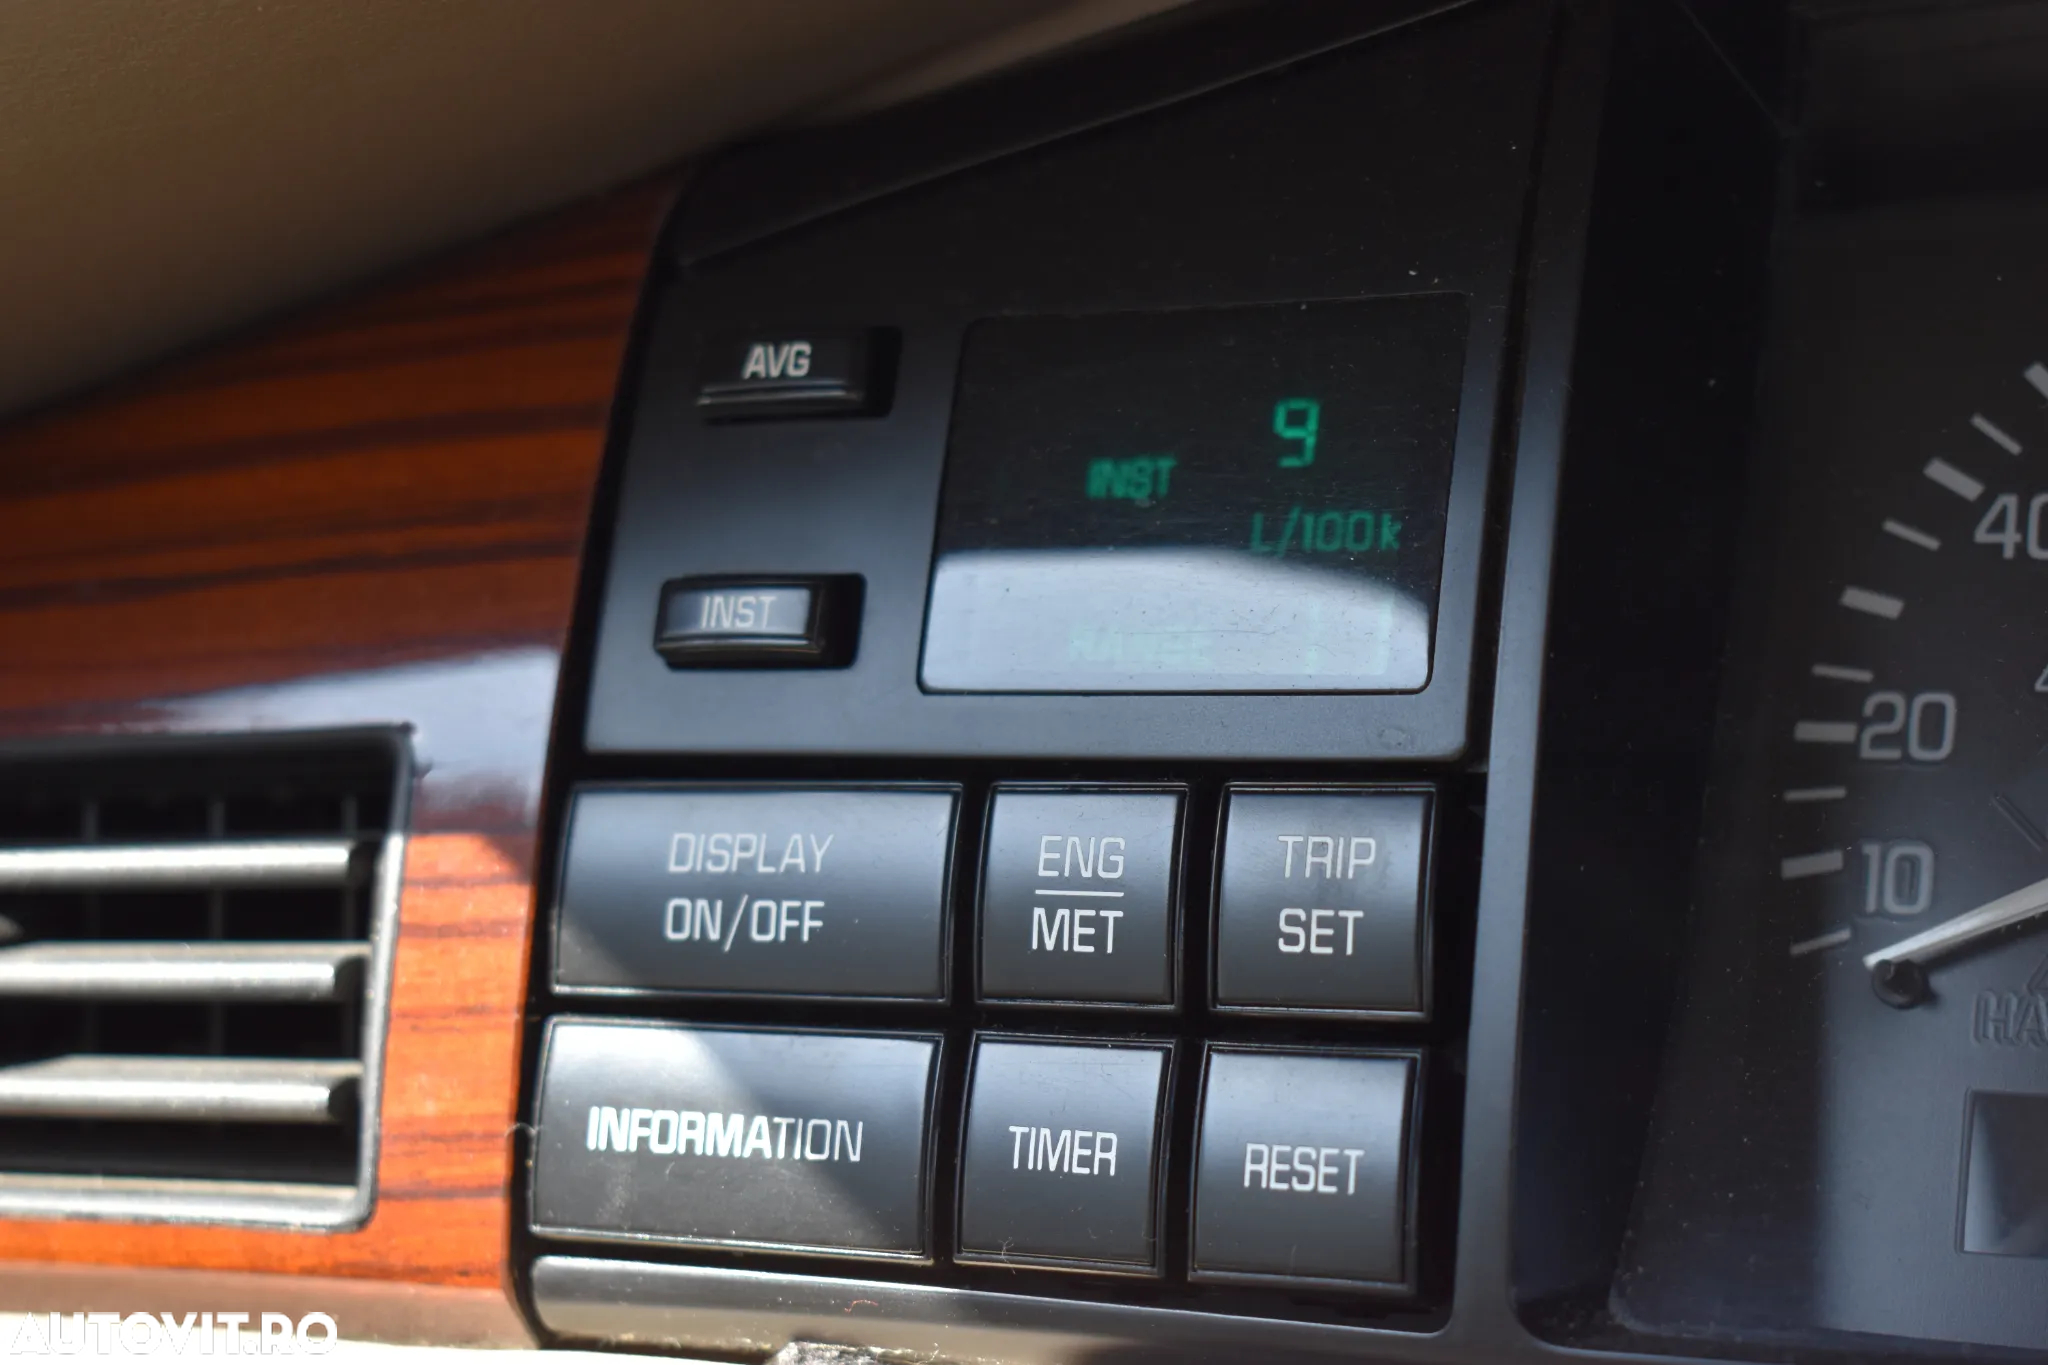 AVG
9
INST
L/100k
INST
40
20
10
DISPLAY
ON/OFF
ENG
MET
TRIP
SET
INFORMATION
TIMER
RESET
AUTOVIT.RO